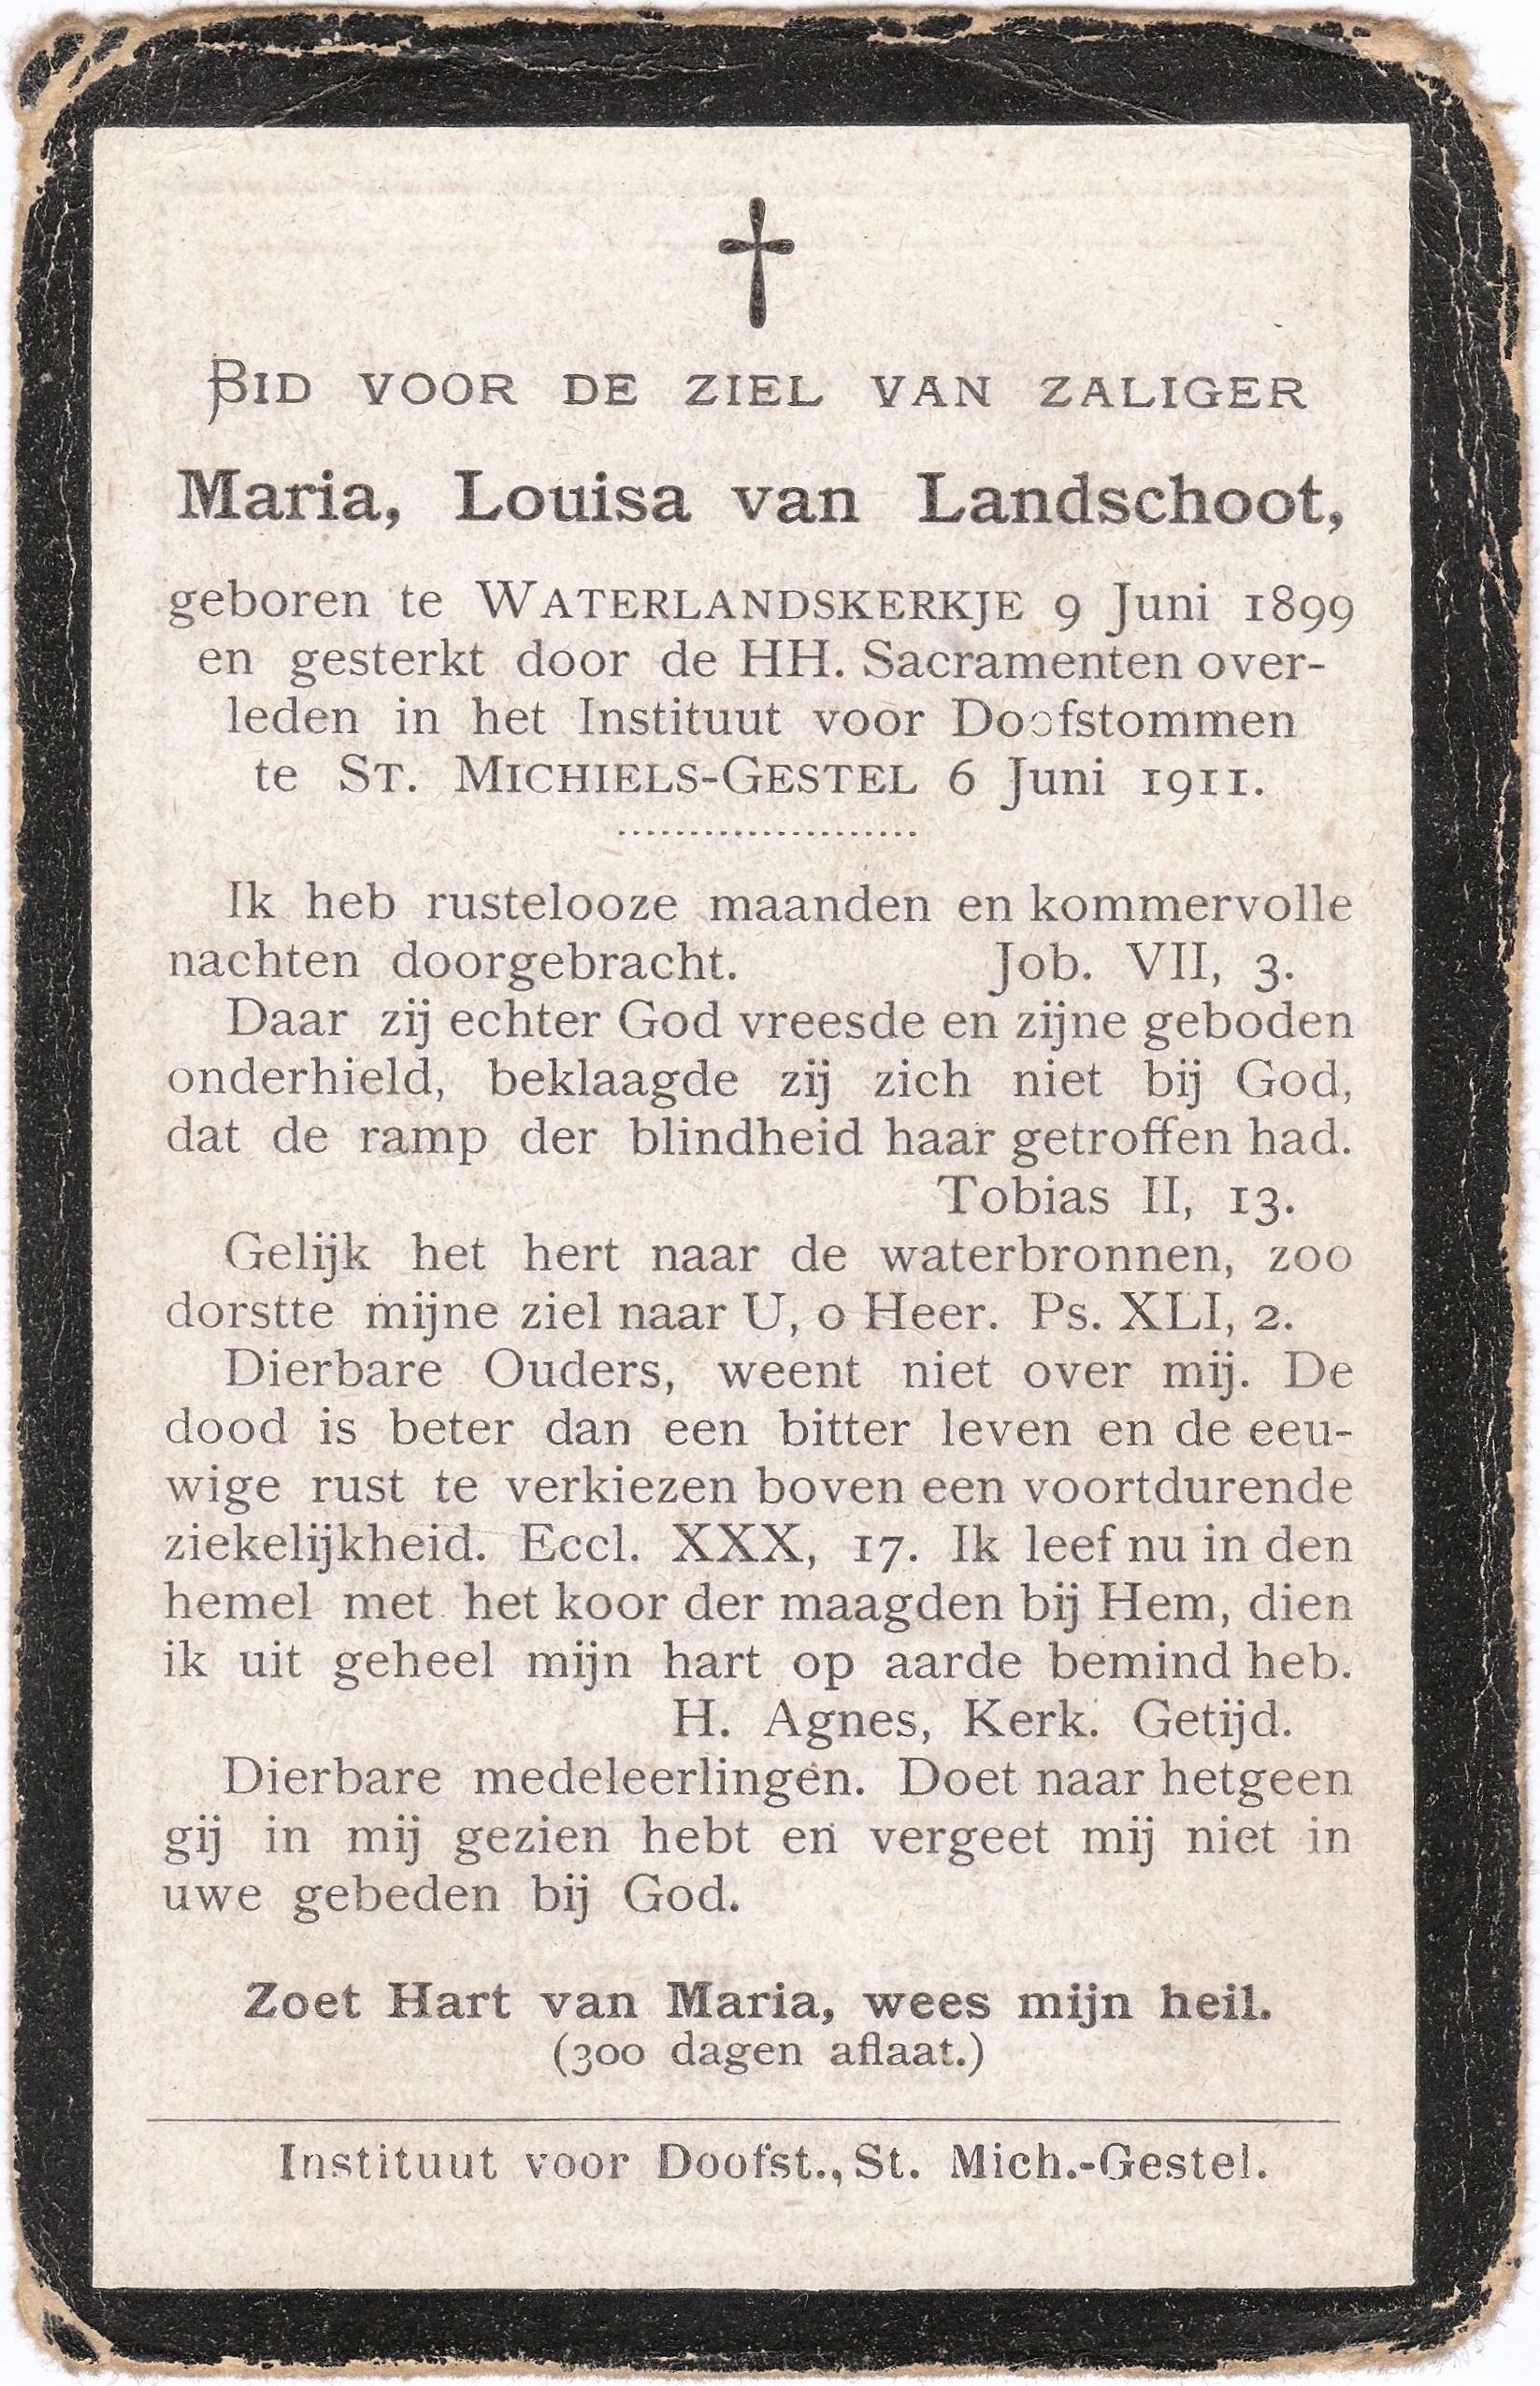 BID VOOR DE ZIEL VAN ZALIGER
Maria, Louisa van Landschoot,
geboren te WATERLANDSKERKJE 9 Juni 1899
en gesterkt door de HH. Sacramenten over-
leden in het Instituut voor Doofstommen
te ST. MICHIELS-GESTEL 6 Juni 1911.
Ik heb rustelooze maanden en kommervolle
nachten doorgebracht. Job. VII, 3.
Daar zij echter God vreesde en zijne geboden
onderhield, beklaagde zij zich niet bij God,
dat de ramp der blindheid haar getroffen had.
Tobias II, 13.
Gelijk het hert naar de waterbronnen, zoo
dorstte mijne ziel naar U, o Heer. Ps. XLI, 2.
Dierbare Ouders, weent niet over mij. De
dood is beter dan een bitter leven en de eeu-
wige rust te verkiezen boven een voortdurende
ziekelijkheid. Eccl. XXX, 17. Ik leef nu in den
hemel met het koor der maagden bij Hem, dien
ik uit geheel mijn hart op aarde bemind heb.
H. Agnes, Kerk. Getijd.
Dierbare medeleerlingen. Doet naar hetgeen
gij in mij gezien hebt en vergeet mij niet in
uwe gebeden bij God.
Zoet Hart van Maria, wees mijn heil.
(300 dagen aflaat.)
Instituut voor Doofst., St. Mich.-Gestel.